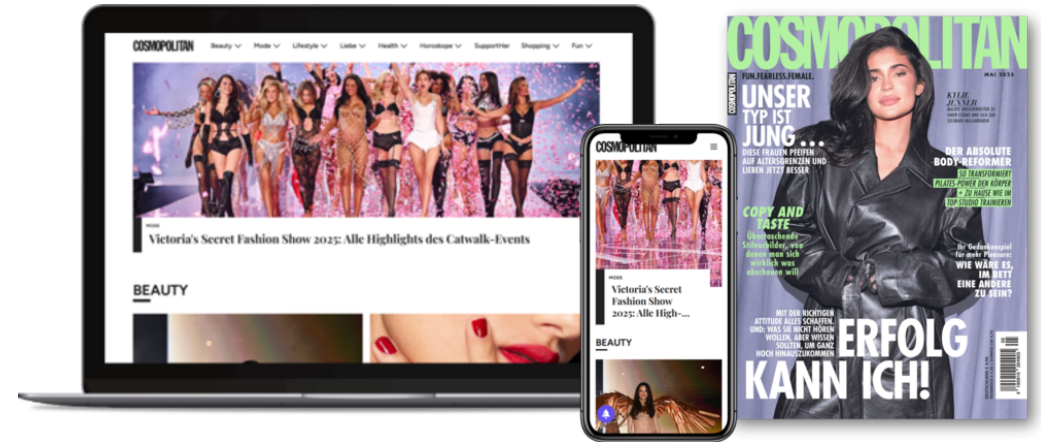 COSMOPOLITAN
Beauty Mode Lifestyle Liebe Health Horoskope SupportHer Shopping Fun
MODE
Victoria's Secret Fashion Show 2025: Alle Highlights des Catwalk-Events
BEAUTY
COSMOPOLITAN
MODE
Victoria's Secret
Fashion Show
2025: Alle High-...
BEAUTY
COSMOPOLITAN
FUN.FEARLESS.FEMALE.
MAI 2025
COSMOPOLITAN
UNSER
TYP IST
JUNG ...
DIESE FRAUEN PFEIFEN
AUF ALTERSGRENZEN UND
LIEBEN JETZT BESSER
KYLIE
JENNER
DER ABSOLUTE
BODY-REFORMER
SO TRANSFORMIERT
PILATES-POWER DEN KÖRPER
+ ZU HAUSE WIE IM
TOP-STUDIO TRAINIEREN
COPY AND
TASTE
Überraschende
Stilvorbilder, von
denen man sich
wirklich was
abschauen will
Ihr Gedankenspiel
für mehr Pleasure:
WIE WÄRE ES,
IM BETT
EINE ANDERE
ZU SEIN?
MIT DER RICHTIGEN
ATTITUDE ALLES SCHAFFEN.
UND: WAS SIE NICHT HÖREN
WOLLEN, ABER WISSEN
SOLLTEN, UM GANZ
HOCH HINAUSZUKOMMEN
ERFOLG
KANN ICH!